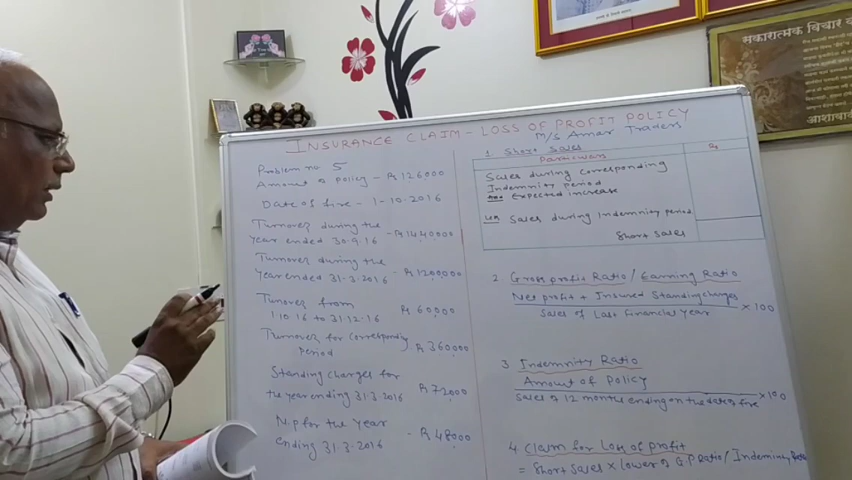 सकारात्मक विचार
आशावाद
INSURANCE CLAIM - LOSS OF PROFIT POLICY
M/S Amar Traders
Problem no 5
Amount of policy - Rs 126000
Date of fire - 1-10-2016
Turnover during the
year ended 30.9.16 - Rs 1440000
Turnover during the
year ended 31-3-2016 - Rs 1200000
Tunover from
1.10.16 to 31.12.16 Rs 60000
Turnover for Corresponding
Period Rs 360000
Standing charges for
the year ending 31.3.2016 Rs 72000
N.P for the year
ending 31.3.2016 - Rs 48000
1. Short Sales
Particulars Rs
Sales during corresponding
Indemnity period
Expected increase
Less Sales during Indemnity period
Short sales
2 Gross profit Ratio / Earning Ratio
Net profit + Insured Standing charges
Sales of Last Financial year × 100
3 Indemnity Ratio
Amount of Policy
Sales of 12 months ending on the date of fire × 100
4 Claim for Loss of profit
= Short Sales × Lower of G.P Ratio / Indemnity Ratio